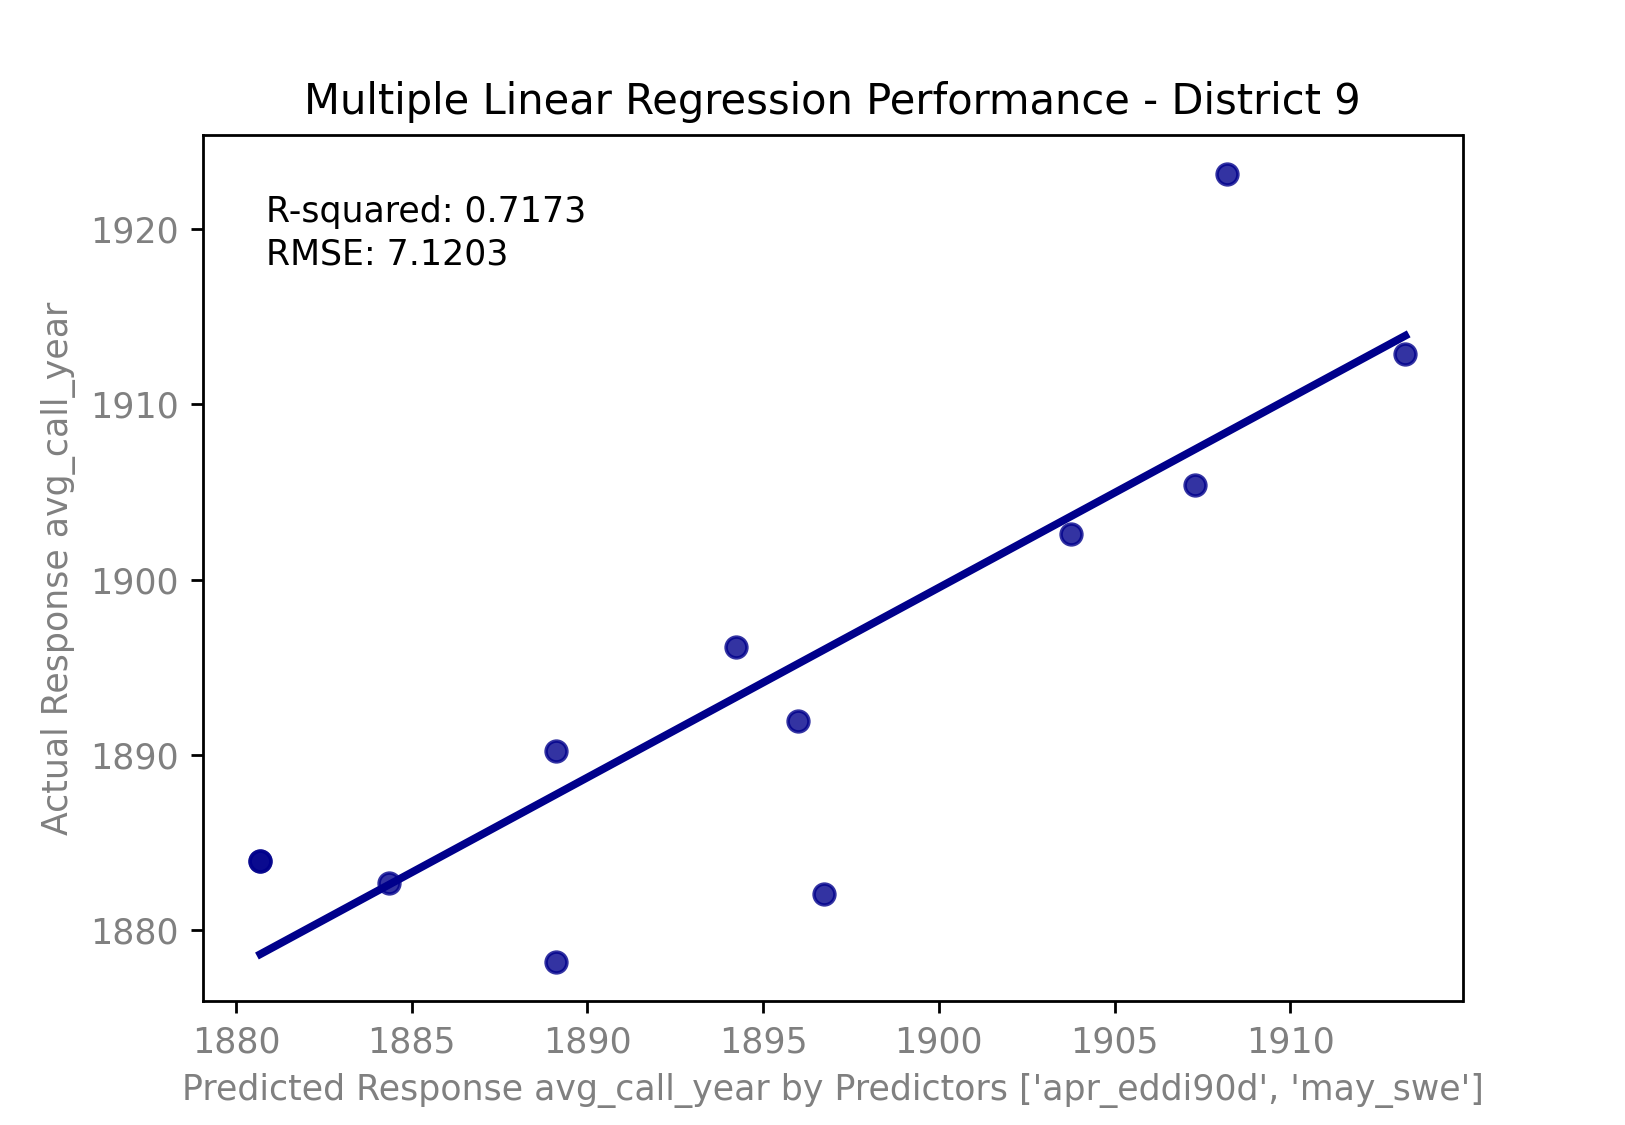 Multiple Linear Regression Performance - District 9
R-squared: 0.7173
RMSE: 7.1203
Actual Response avg_call_year
1920
1910
1900
1890
1880
1880 1885 1890 1895 1900 1905 1910
Predicted Response avg_call_year by Predictors ['apr_eddi90d', 'may_swe']